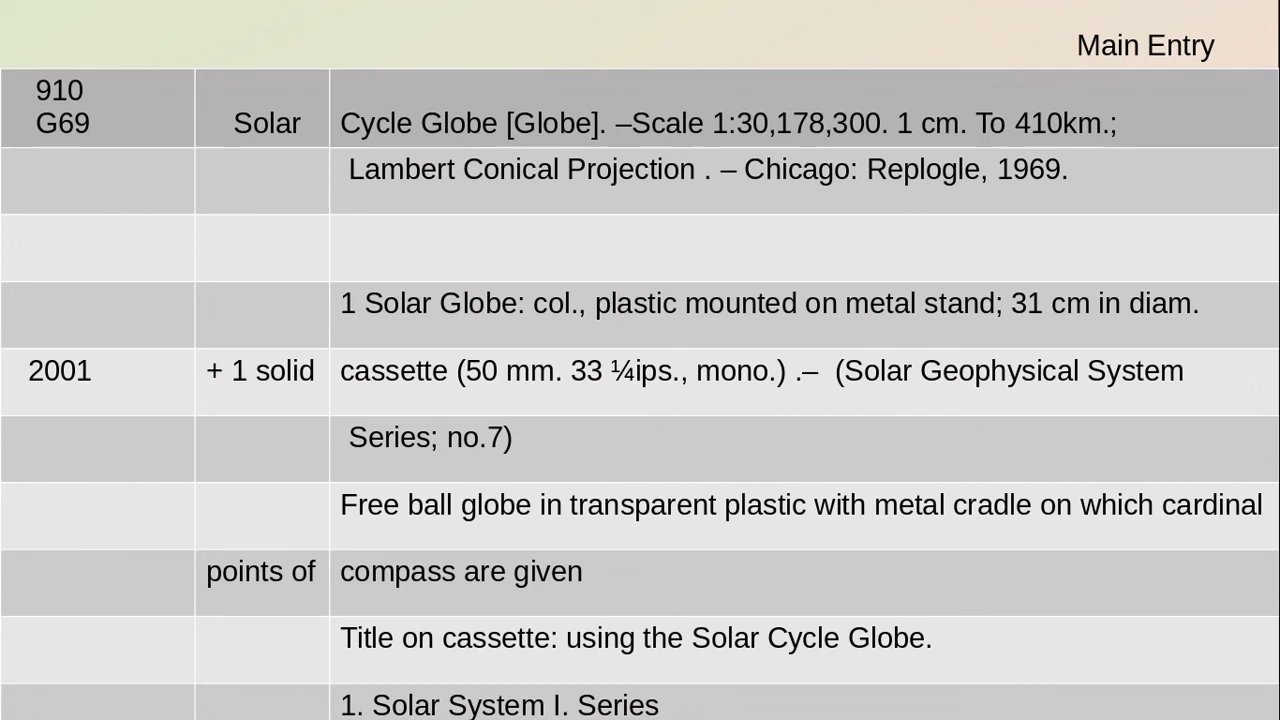 Main Entry
910
G69 Solar Cycle Globe [Globe]. –Scale 1:30,178,300. 1 cm. To 410km.;
Lambert Conical Projection . – Chicago: Replogle, 1969.
1 Solar Globe: col., plastic mounted on metal stand; 31 cm in diam.
2001 + 1 solid cassette (50 mm. 33 ¼ips., mono.) .– (Solar Geophysical System
Series; no.7)
Free ball globe in transparent plastic with metal cradle on which cardinal
points of compass are given
Title on cassette: using the Solar Cycle Globe.
1. Solar System I. Series